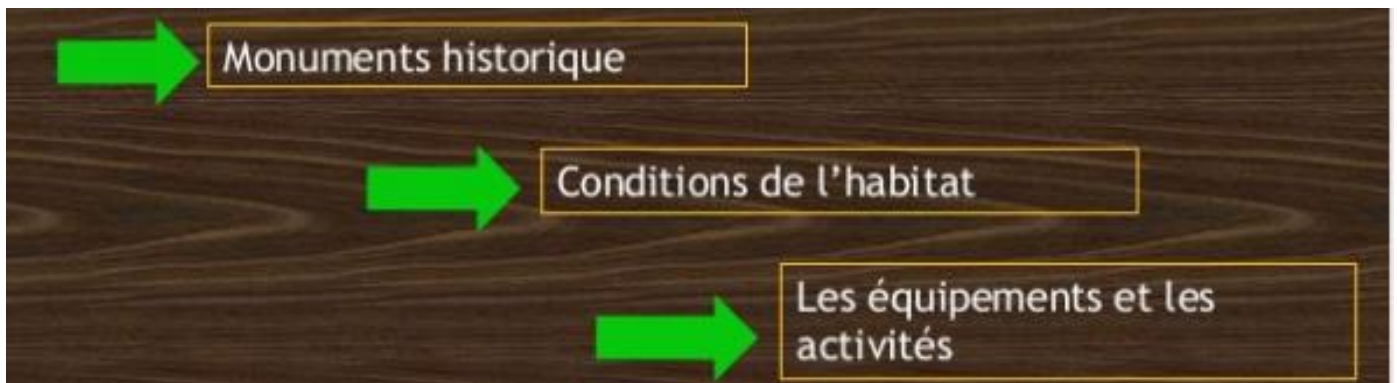 Monuments historique
Conditions de l’habitat
Les équipements et les
activités